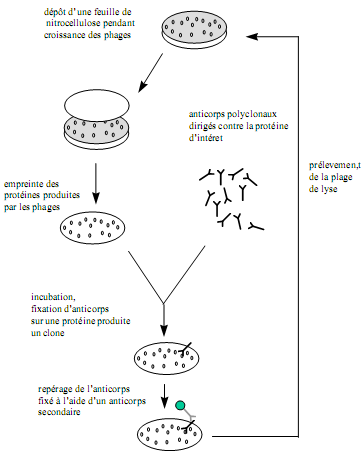 dépôt d'une feuille de
nitrocellulose pendant
croissance des phages
anticorps polyclonaux
dirigés contre la protéine
d'intéret
prélevemen,t
de la plage
de lyse
empreinte des
protéines produites
par les phages
incubation,
fixation d'anticorps
sur une protéine produite
un clone
repérage de l'anticorps
fixé à l'aide d'un anticorps
secondaire